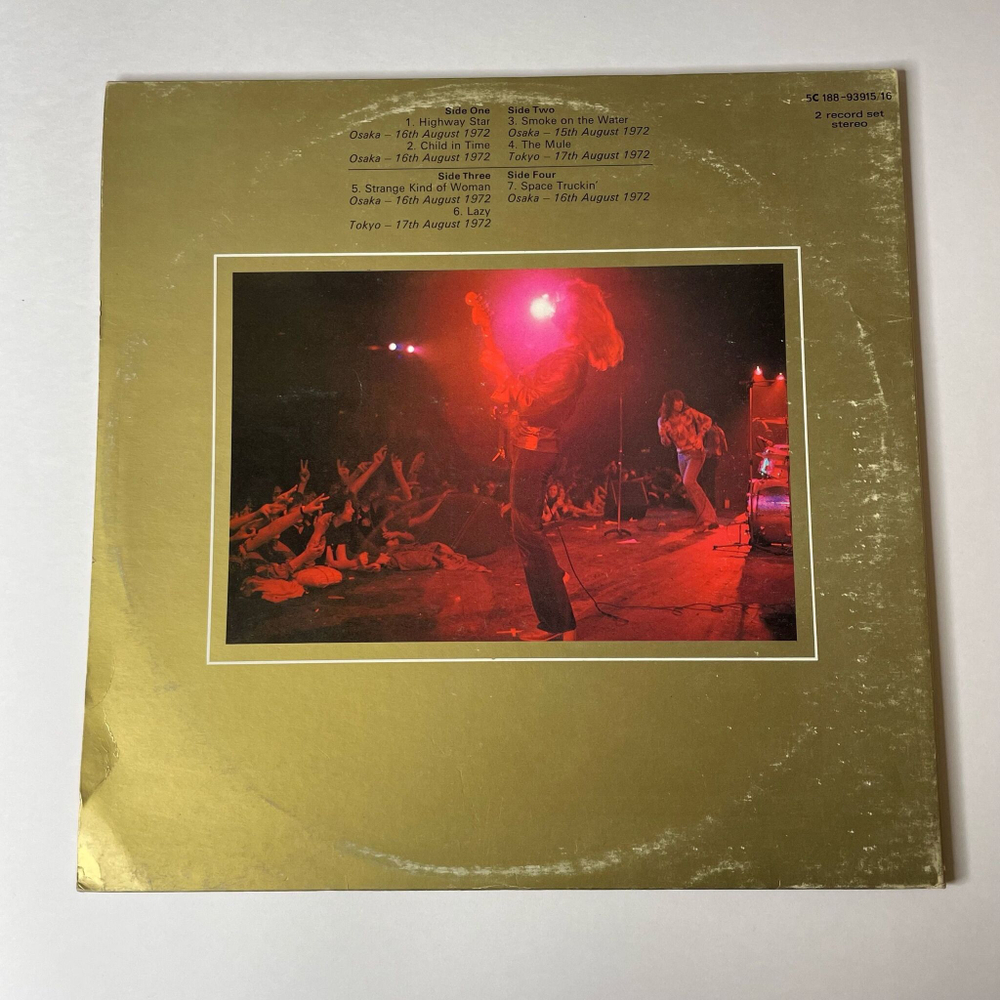 Side One
1. Highway Star
Osaka – 16th August 1972
2. Child in Time
Osaka – 16th August 1972
Side Two
3. Smoke on the Water
Osaka – 15th August 1972
4. The Mule
Tokyo – 17th August 1972
Side Three
5. Strange Kind of Woman
Osaka – 16th August 1972
6. Lazy
Tokyo – 17th August 1972
Side Four
7. Space Truckin'
Osaka – 16th August 1972
5C 188-93915/16
2 record set
stereo